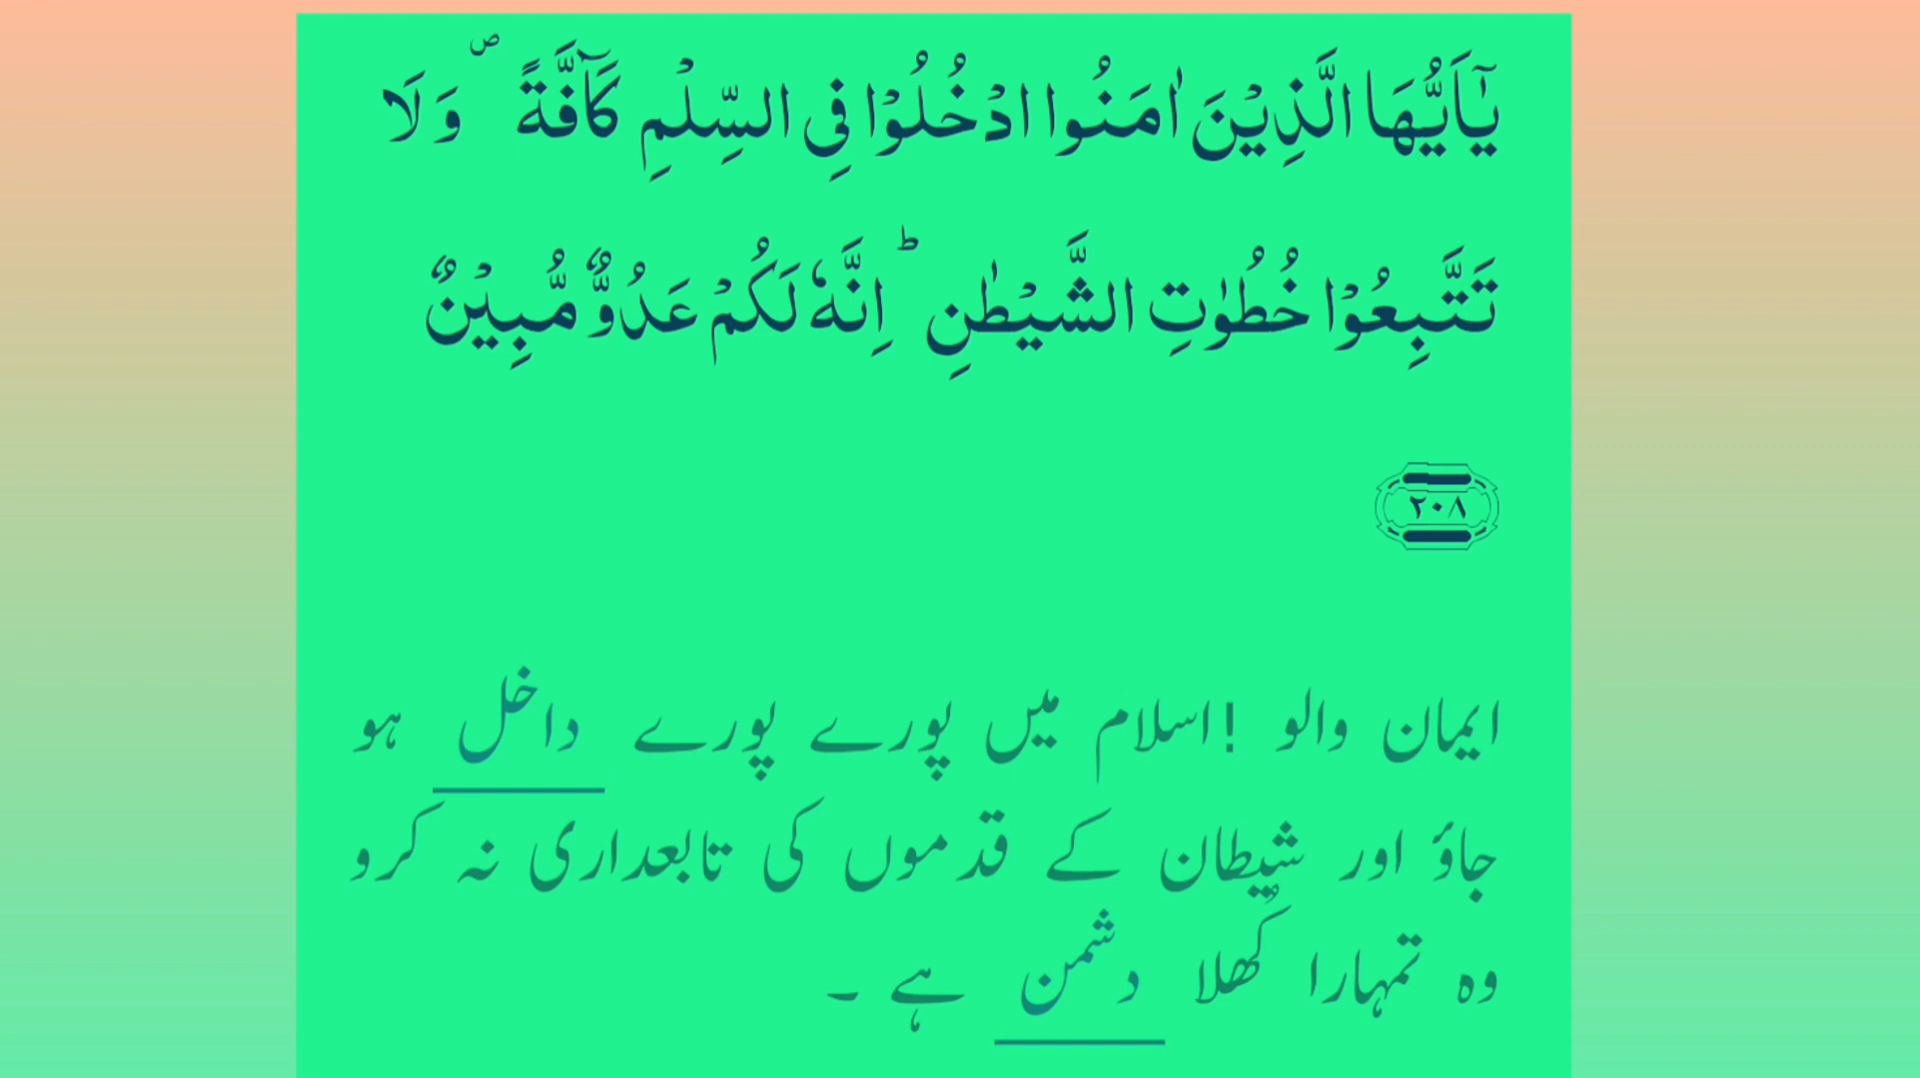 يٰۤاَيُّهَا الَّذِيْنَ اٰمَنُوا ادْخُلُوْا فِى السِّلْمِ كَآفَّةً ۪ وَلَا
تَتَّبِعُوْا خُطُوٰتِ الشَّيْطٰنِ ؕ اِنَّهٗ لَكُمْ عَدُوٌّ مُّبِيْنٌ
٢٠٨
ایمان والو !اسلام میں پورے پورے داخل ہو
جاؤ اور شیطان کے قدموں کی تابعداری نہ کرو
وہ تمہارا کُھلا دشمن ہے ۔